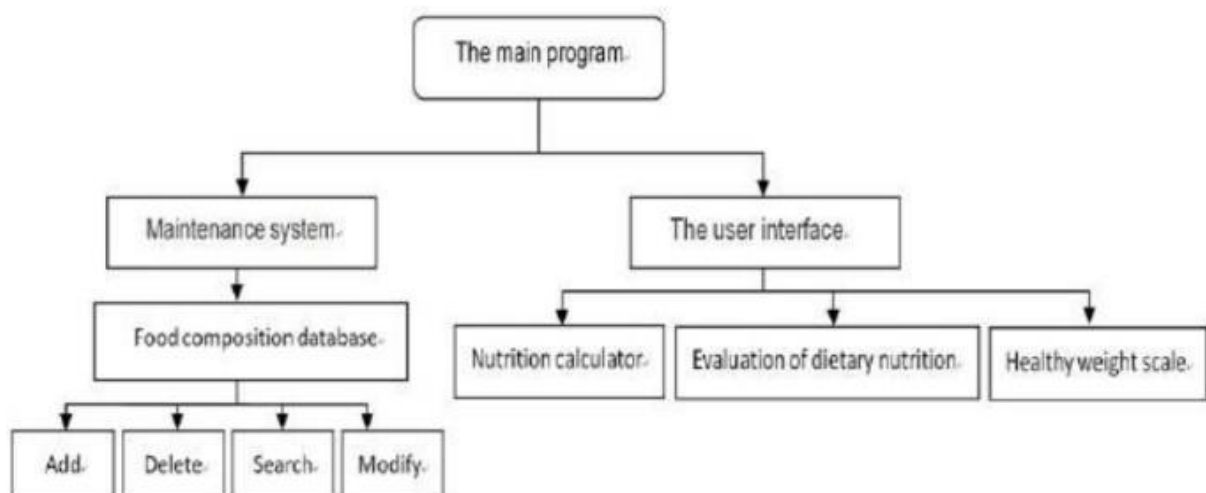 The main program
Maintenance system
The user interface
Food composition database
Nutrition calculator
Evaluation of dietary nutrition
Healthy weight scale
Add
Delete
Search
Modify